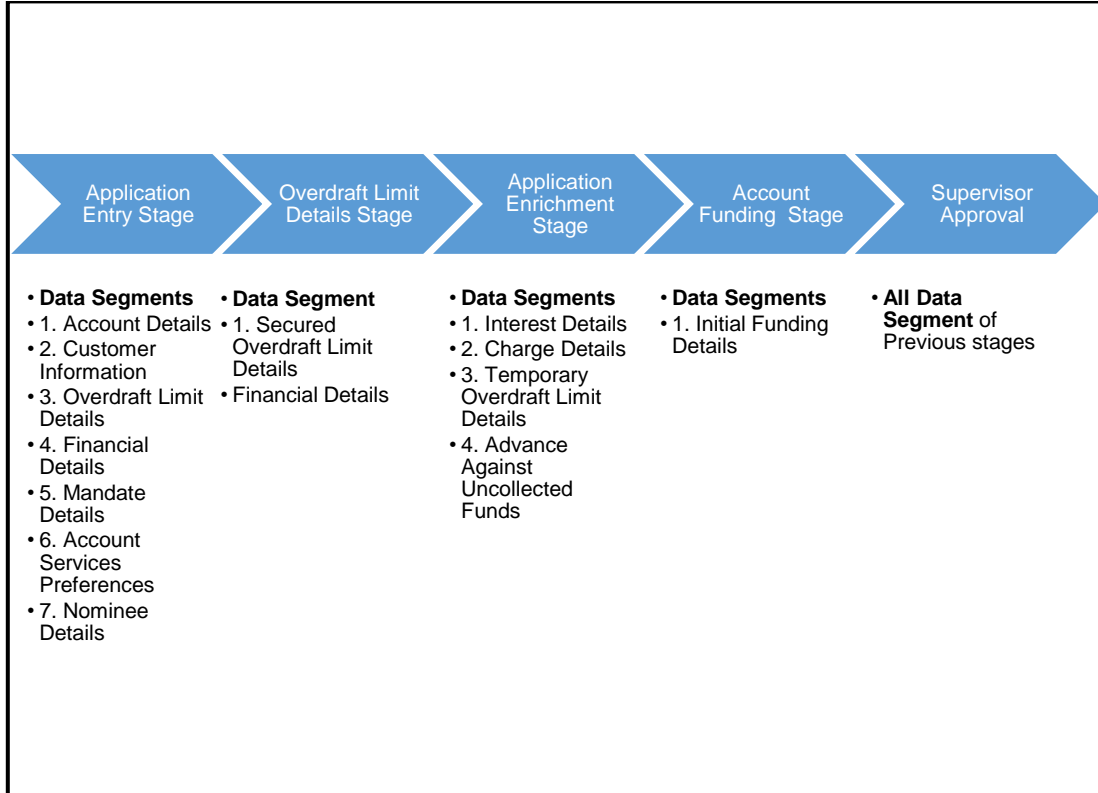 Application
Entry Stage
Overdraft Limit
Details Stage
Application
Enrichment
Stage
Account
Funding Stage
Supervisor
Approval
• Data Segments
• 1. Account Details
• 2. Customer
Information
• 3. Overdraft Limit
Details
• 4. Financial
Details
• 5. Mandate
Details
• 6. Account
Services
Preferences
• 7. Nominee
Details
• Data Segment
• 1. Secured
Overdraft Limit
Details
• Financial Details
• Data Segments
• 1. Interest Details
• 2. Charge Details
• 3. Temporary
Overdraft Limit
Details
• 4. Advance
Against
Uncollected
Funds
• Data Segments
• 1. Initial Funding
Details
• All Data
Segment of
Previous stages